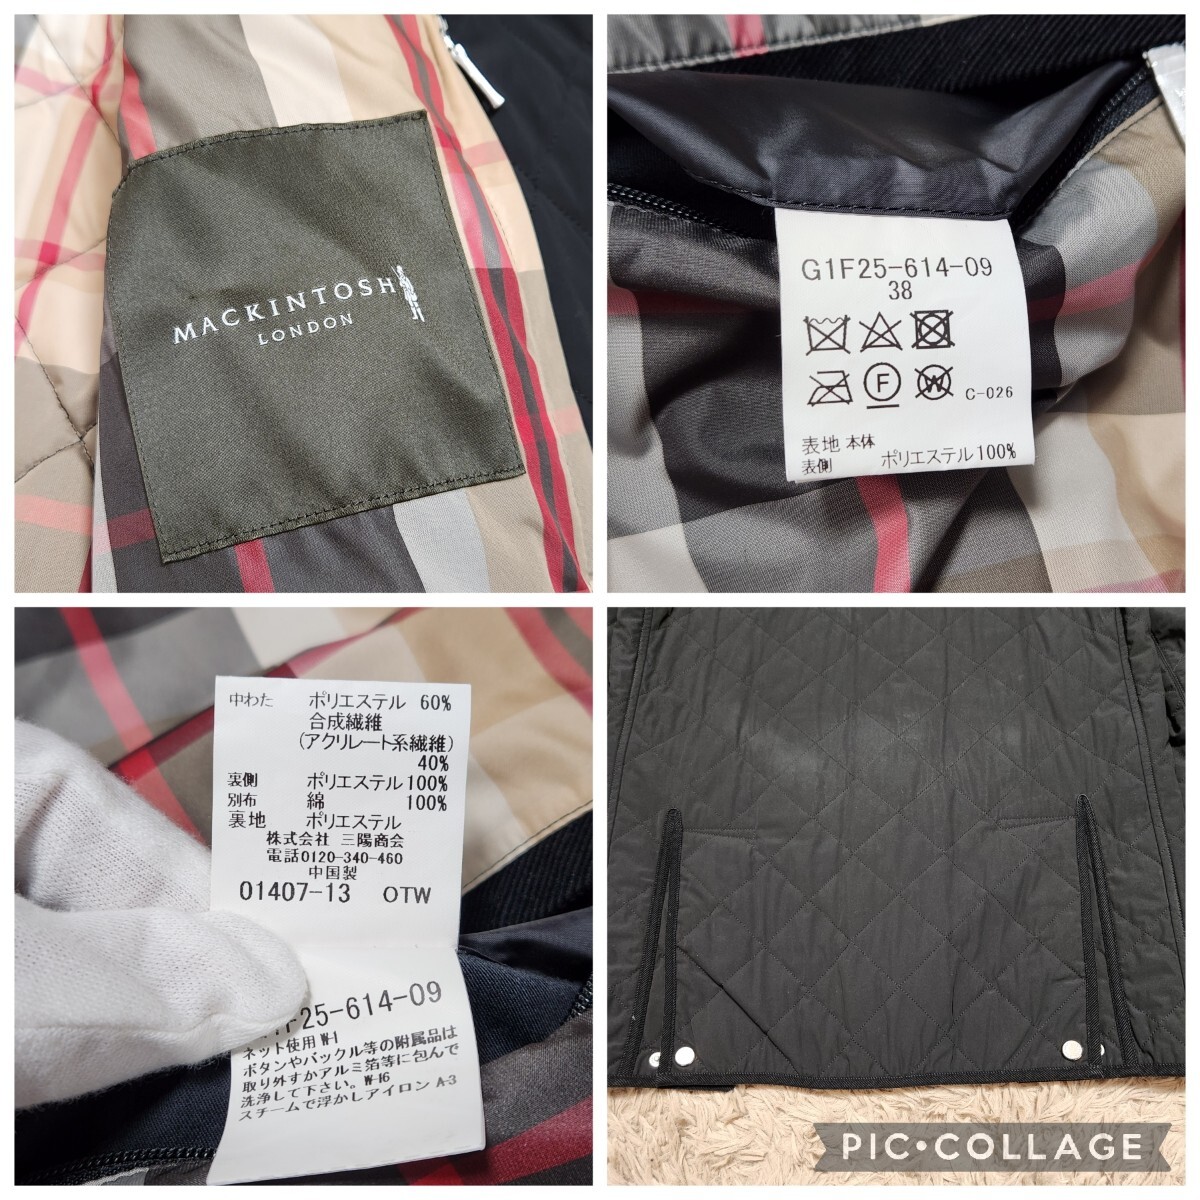 MACKINTOSH
LONDON
G1F25-614-09
38
F
W
C-026
表地 本体
表側 ポリエステル100%
中わた ポリエステル 60%
合成繊維
(アクリレート系繊維)
40%
裏側 ポリエステル100%
別布 綿 100%
裏地 ポリエステル
株式会社 三陽商会
電話0120-340-460
中国製
01407-13 OTW
F25-614-09
ネット使用 W-1
ボタンやバックル等の附属品は
取り外すかアルミ箔等に包んで
洗浄して下さい。W-16
スチームで浮かしアイロン A-3
PIC•COLLAGE